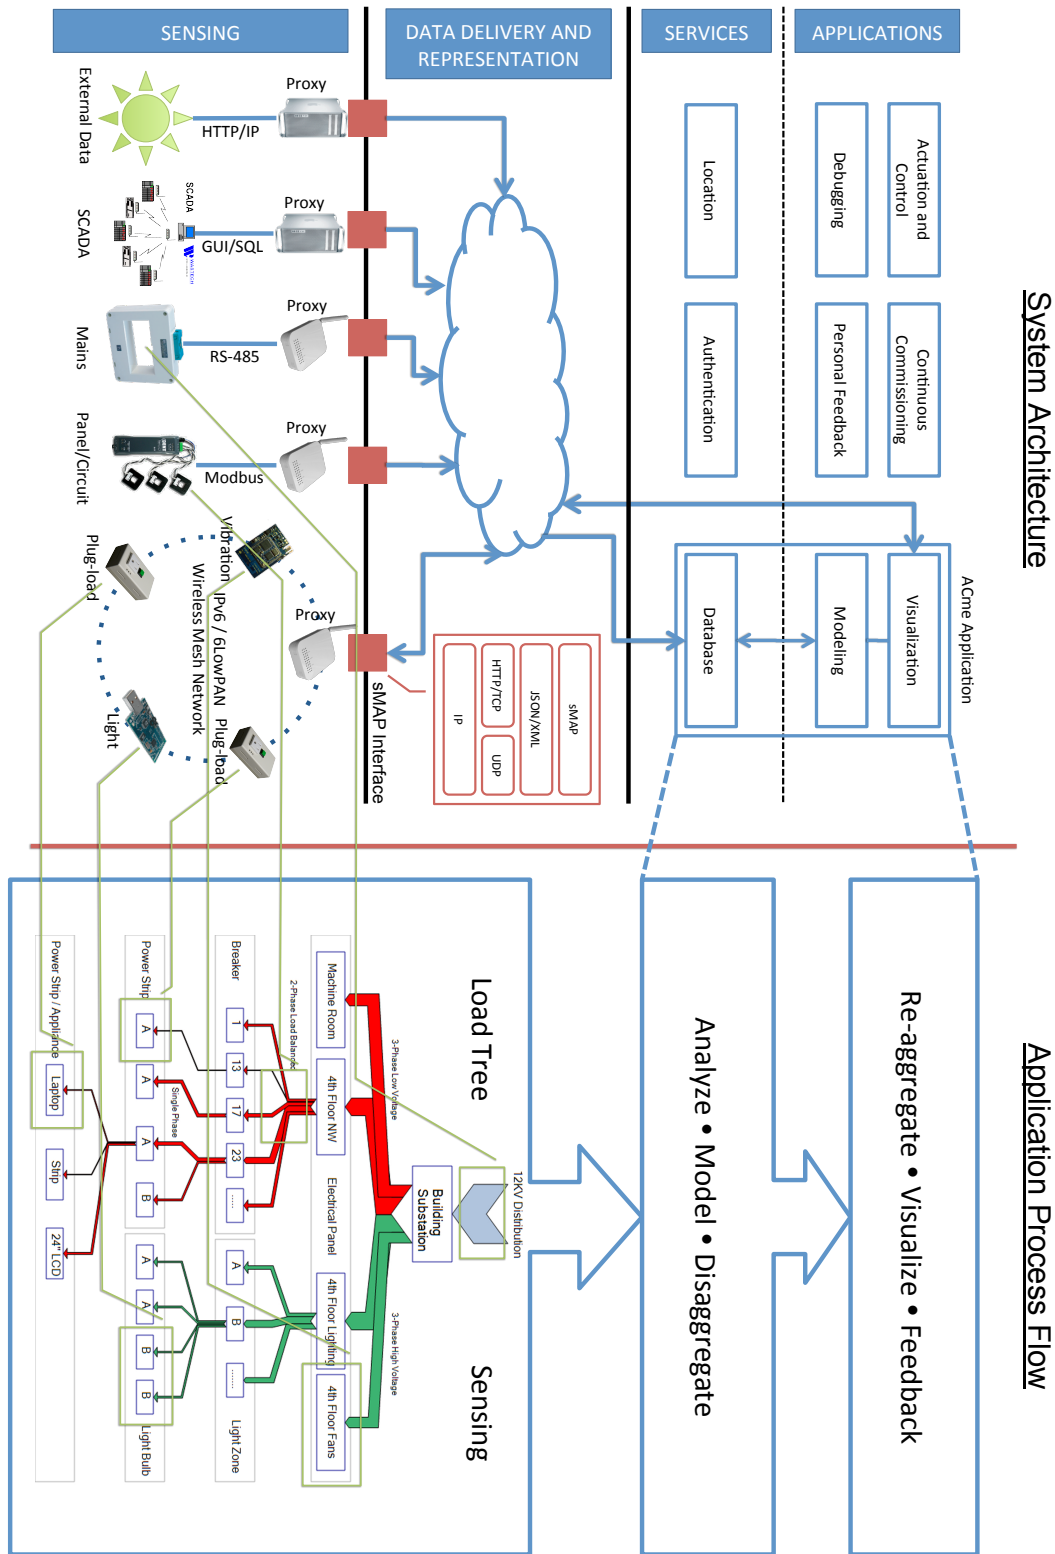 System Architecture
APPLICATIONS
Actuation and
Control
Continuous
Commissioning
Debugging
Personal Feedback
ACme Application
Visualization
Modeling
SERVICES
Location
Authentication
Database
DATA DELIVERY AND
REPRESENTATION
sMAP
JSON/XML
HTTP/TCP
UDP
IP
sMAP Interface
SENSING
Proxy
Proxy
Proxy
Proxy
Proxy
HTTP/IP
GUI/SQL
RS-485
Modbus
SCADA
WAETECH
Vibration
IPv6 / 6LowPAN
Wireless Mesh Network
Plug-load
Plug-load
Light
External Data
SCADA
Mains
Panel/Circuit
Application Process Flow
Re-aggregate • Visualize • Feedback
Analyze • Model • Disaggregate
Load Tree
Sensing
12KV Distribution
Building
Substation
3-Phase Low Voltage
3-Phase High Voltage
Machine Room
4th Floor NW
Electrical Panel
4th Floor Lighting
4th Floor Fans
2-Phase Load Balanced
Breaker
1
13
17
23
......
A
B
......
Light Zone
Single Phase
Power Strip
A
A
A
B
A
A
B
B
Light Bulb
Power Strip / Appliance
Laptop
Strip
24" LCD